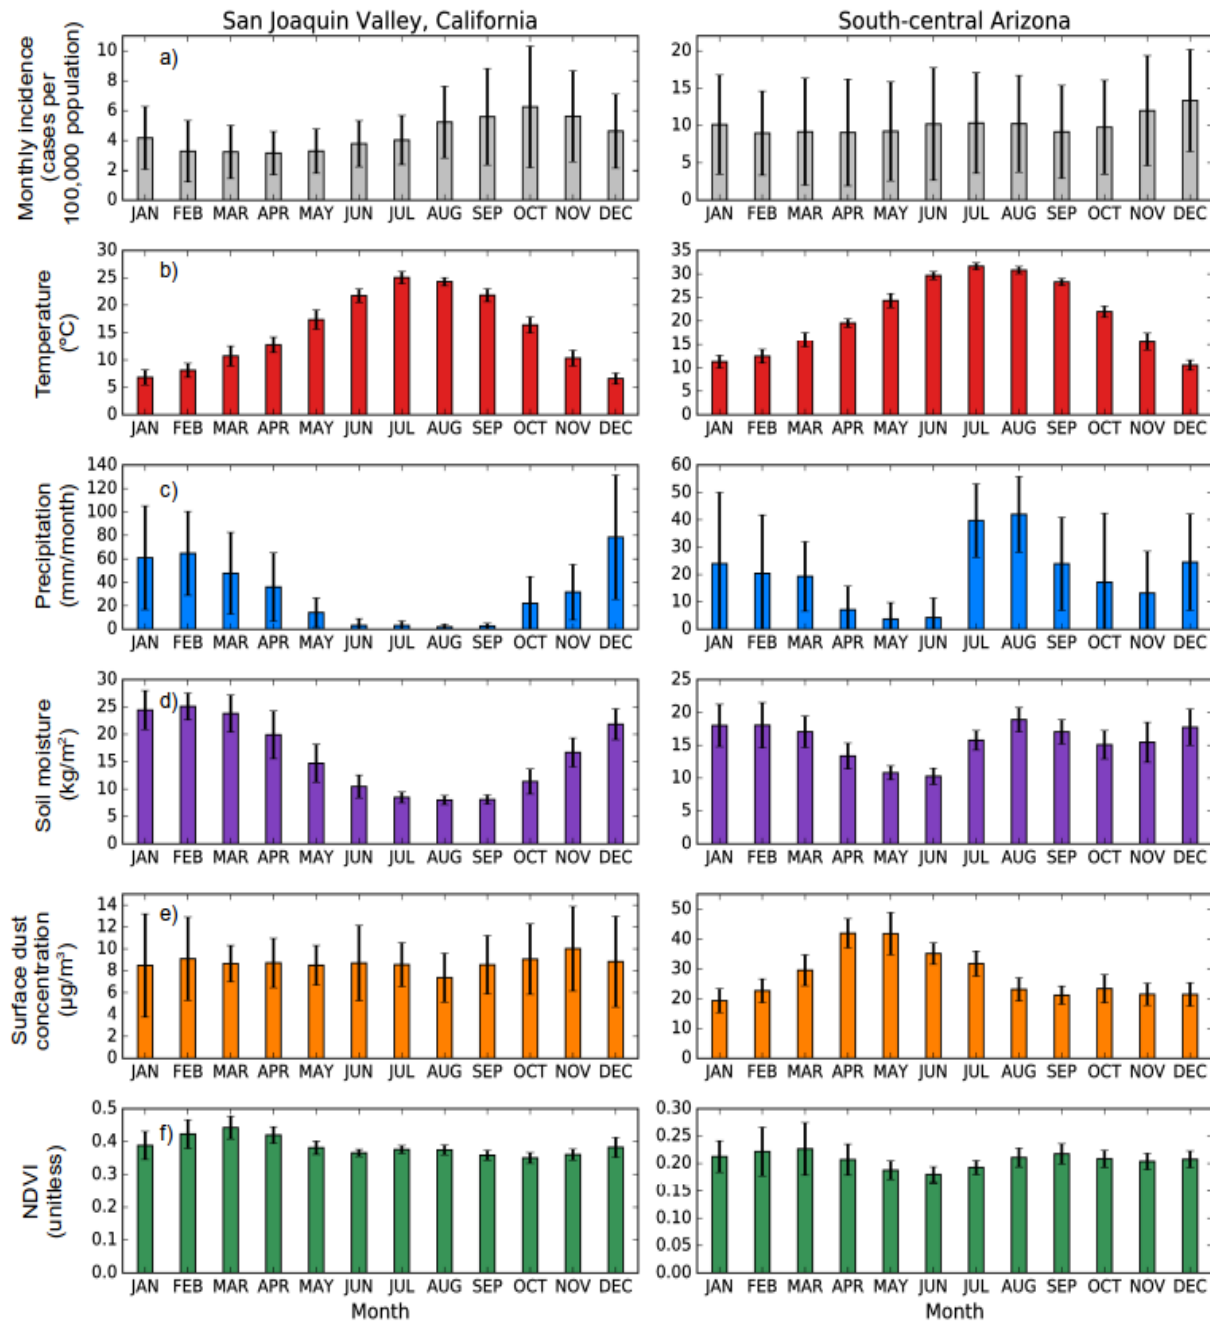 San Joaquin Valley, California
South-central Arizona
Monthly incidence
(cases per
100,000 population)
a)
10
8
6
4
2
0
JAN FEB MAR APR MAY JUN JUL AUG SEP OCT NOV DEC
20
15
10
5
0
JAN FEB MAR APR MAY JUN JUL AUG SEP OCT NOV DEC
Temperature
(°C)
b)
30
25
20
15
10
5
0
JAN FEB MAR APR MAY JUN JUL AUG SEP OCT NOV DEC
35
30
25
20
15
10
5
0
JAN FEB MAR APR MAY JUN JUL AUG SEP OCT NOV DEC
Precipitation
(mm/month)
c)
140
120
100
80
60
40
20
0
JAN FEB MAR APR MAY JUN JUL AUG SEP OCT NOV DEC
60
50
40
30
20
10
0
JAN FEB MAR APR MAY JUN JUL AUG SEP OCT NOV DEC
Soil moisture
(kg/m²)
d)
30
25
20
15
10
5
0
JAN FEB MAR APR MAY JUN JUL AUG SEP OCT NOV DEC
25
20
15
10
5
0
JAN FEB MAR APR MAY JUN JUL AUG SEP OCT NOV DEC
Surface dust
concentration
(µg/m³)
e)
14
12
10
8
6
4
2
0
JAN FEB MAR APR MAY JUN JUL AUG SEP OCT NOV DEC
50
40
30
20
10
0
JAN FEB MAR APR MAY JUN JUL AUG SEP OCT NOV DEC
NDVI
(unitless)
f)
0.5
0.4
0.3
0.2
0.1
0.0
JAN FEB MAR APR MAY JUN JUL AUG SEP OCT NOV DEC
Month
0.30
0.25
0.20
0.15
0.10
0.05
0.00
JAN FEB MAR APR MAY JUN JUL AUG SEP OCT NOV DEC
Month